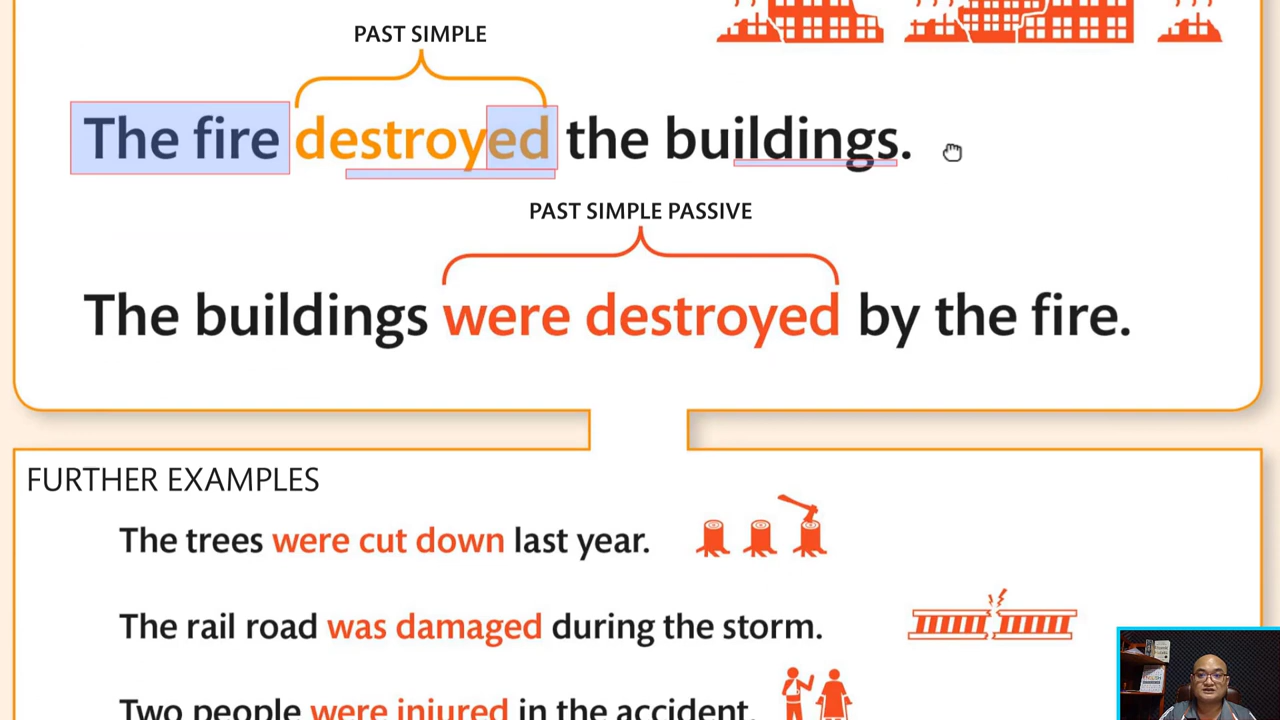 PAST SIMPLE
The fire destroyed the buildings.
PAST SIMPLE PASSIVE
The buildings were destroyed by the fire.
FURTHER EXAMPLES
The trees were cut down last year.
The rail road was damaged during the storm.
Two people were injured in the accident.